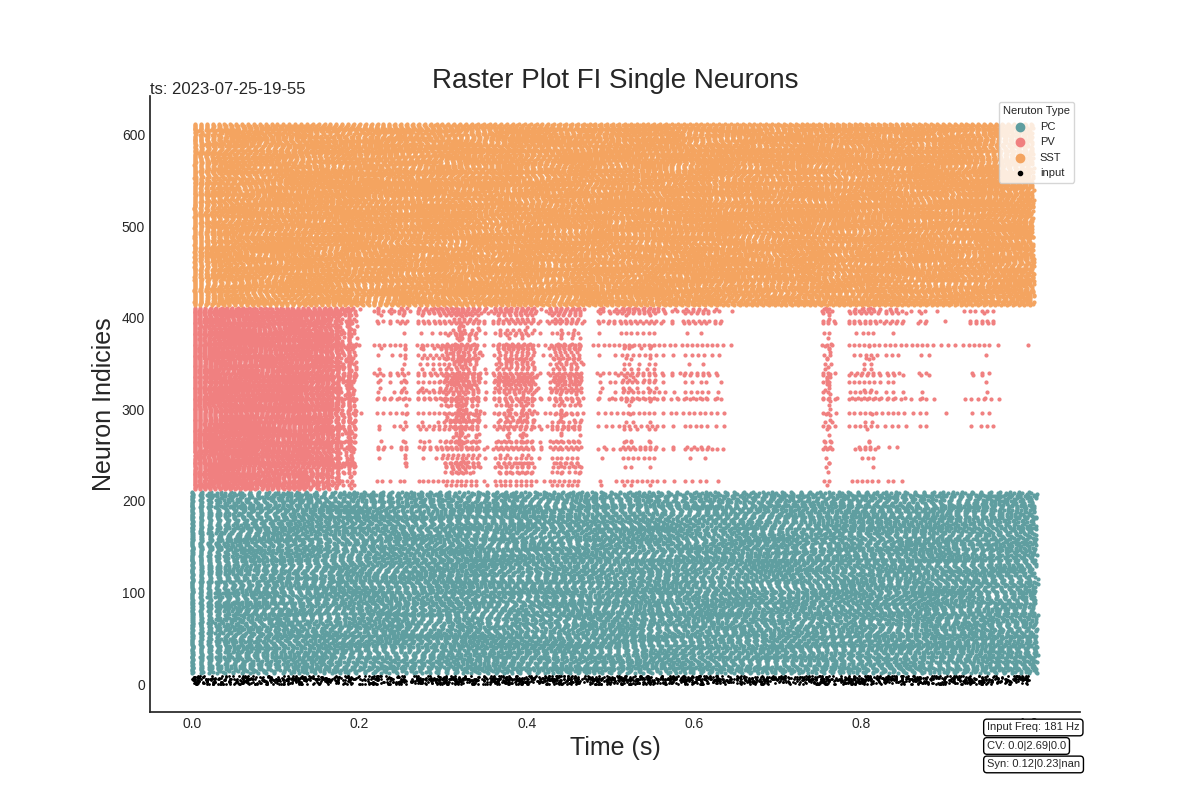 Raster Plot FI Single Neurons
ts: 2023-07-25-19-55
Neruton Type
PC
PV
SST
input
Neuron Indicies
600
500
400
300
200
100
0
0.0
0.2
0.4
0.6
0.8
Time (s)
Input Freq: 181 Hz
CV: 0.0|2.69|0.0
Syn: 0.12|0.23|nan